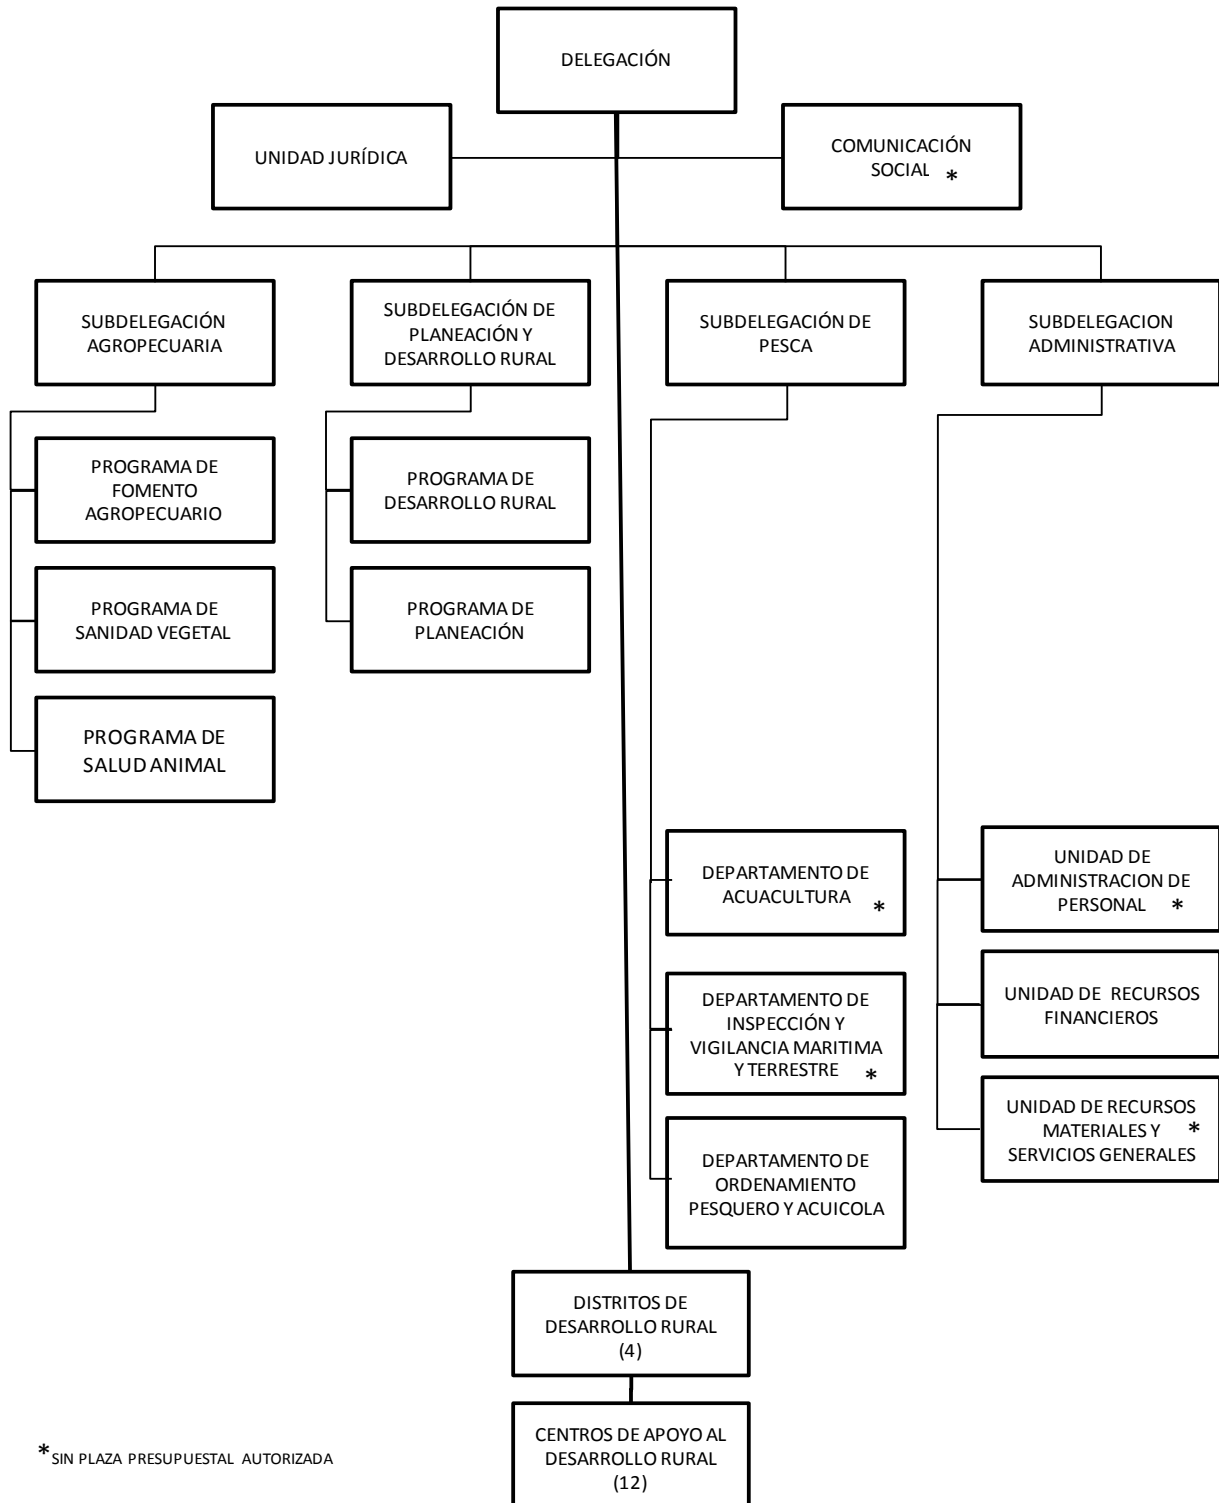 DELEGACIÓN
UNIDAD JURÍDICA
COMUNICACIÓN
SOCIAL *
SUBDELEGACIÓN
AGROPECUARIA
SUBDELEGACIÓN DE
PLANEACIÓN Y
DESARROLLO RURAL
SUBDELEGACIÓN DE
PESCA
SUBDELEGACION
ADMINISTRATIVA
PROGRAMA DE
FOMENTO
AGROPECUARIO
PROGRAMA DE
DESARROLLO RURAL
PROGRAMA DE
SANIDAD VEGETAL
PROGRAMA DE
PLANEACIÓN
PROGRAMA DE
SALUD ANIMAL
DEPARTAMENTO DE
ACUACULTURA *
UNIDAD DE
ADMINISTRACION DE
PERSONAL *
DEPARTAMENTO DE
INSPECCIÓN Y
VIGILANCIA MARITIMA
Y TERRESTRE *
UNIDAD DE RECURSOS
FINANCIEROS
DEPARTAMENTO DE
ORDENAMIENTO
PESQUERO Y ACUICOLA
UNIDAD DE RECURSOS
MATERIALES Y *
SERVICIOS GENERALES
DISTRITOS DE
DESARROLLO RURAL
(4)
CENTROS DE APOYO AL
DESARROLLO RURAL
(12)
* SIN PLAZA PRESUPUESTAL AUTORIZADA